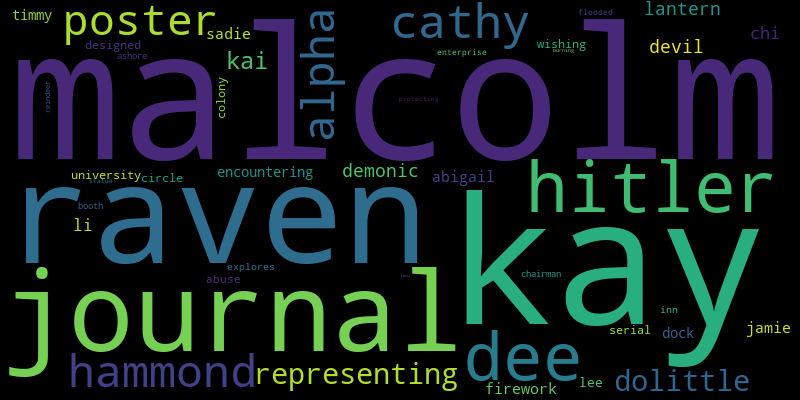 timmy
poster
sadie
designed
ashore
kai
alpha
cathy
enterprise
flooded
wishing
burning
lantern
devil
chi
malcolm
reindeer
colony
protecting
university
circle
statue
encountering
demonic
abigail
hitler
raven
booth
li
kay
explores
abuse
chairman
journal
inn
serial
dock
jamie
hammond
representing
dee
firework
lee
dolittle